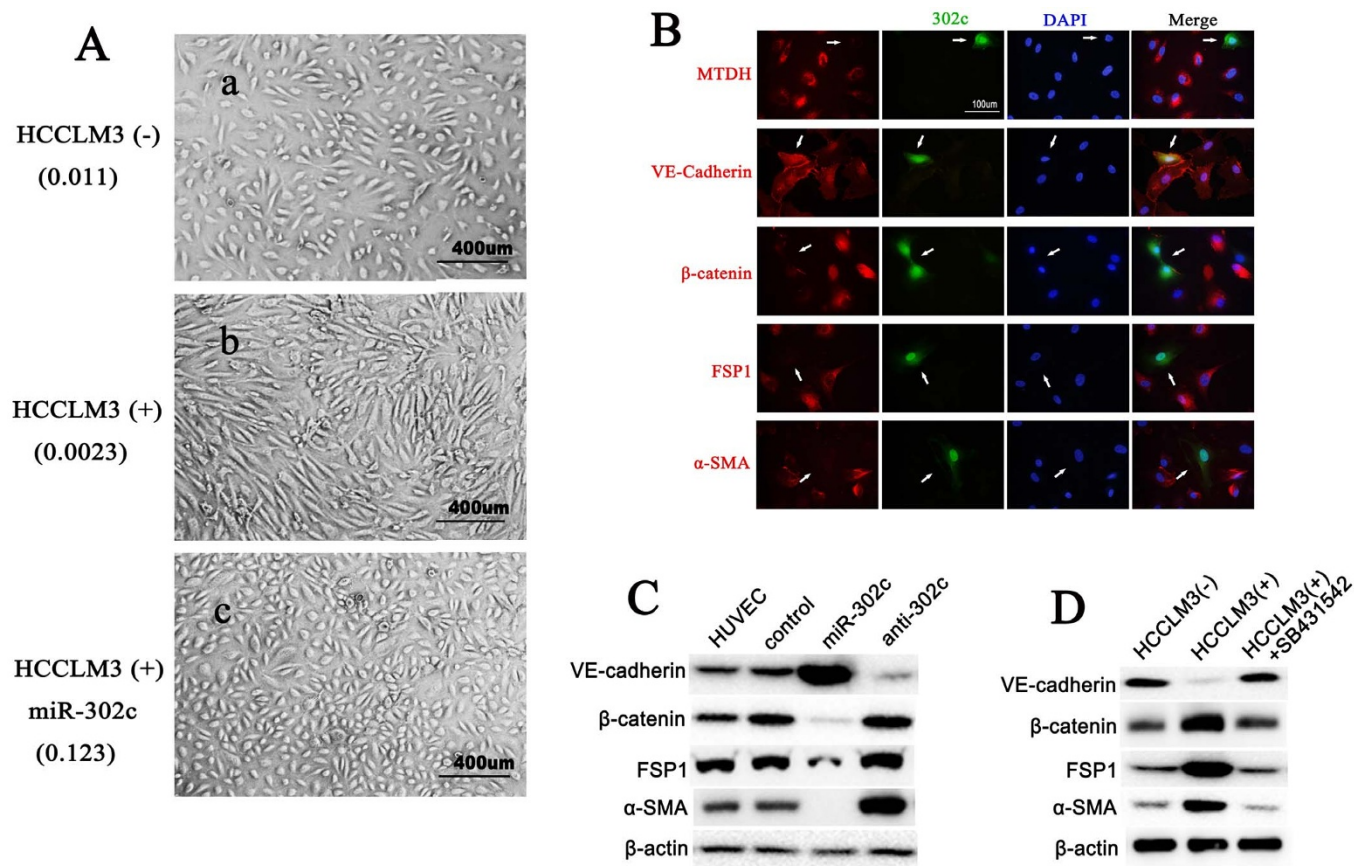 A
a
HCCLM3 (-)
(0.011)
400um
b
HCCLM3 (+)
(0.0023)
400um
c
HCCLM3 (+)
miR-302c
(0.123)
400um
B
302c DAPI Merge
MTDH
100um
VE-Cadherin
β-catenin
FSP1
α-SMA
C
HUVEC control miR-302c anti-302c
VE-cadherin
β-catenin
FSP1
α-SMA
β-actin
D
HCCLM3(-) HCCLM3(+) HCCLM3(+)
+SB431542
VE-cadherin
β-catenin
FSP1
α-SMA
β-actin